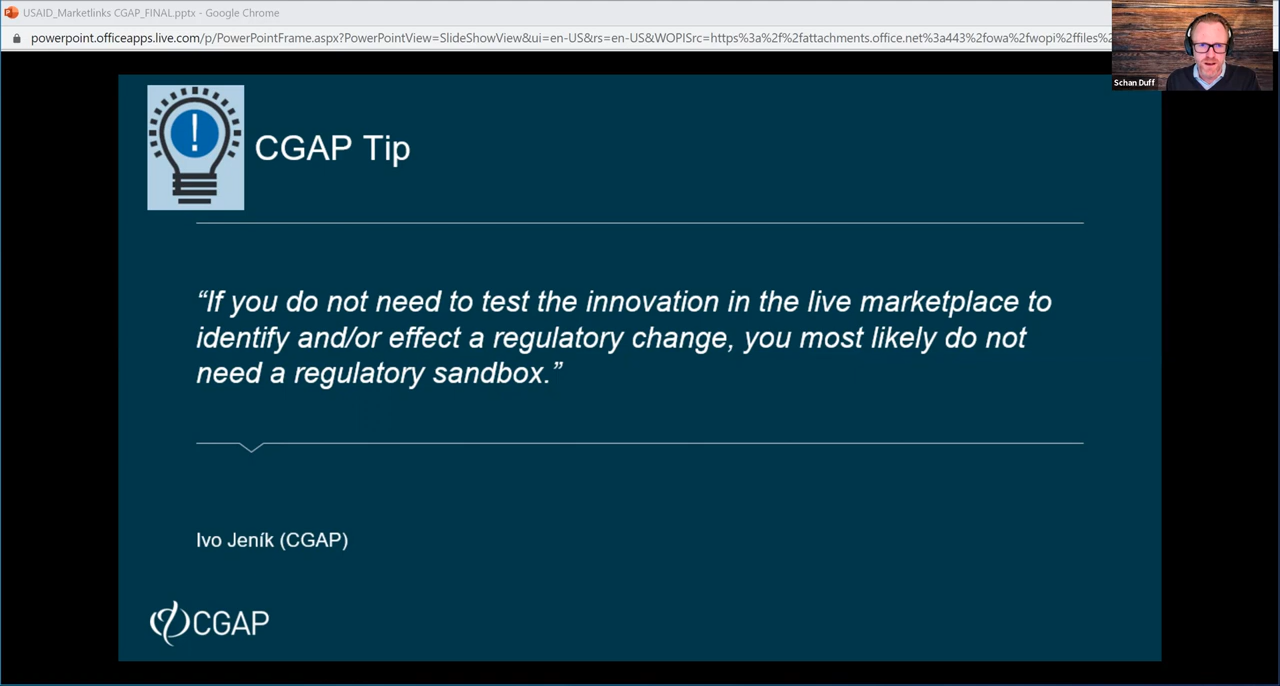 USAID_Marketlinks CGAP_FINAL.pptx - Google Chrome
powerpoint.officeapps.live.com/p/PowerPointFrame.aspx?PowerPointView=SlideShowView&ui=en-US&rs=en-US&WOPISrc=https%3a%2f%2fattachments.office.net%3a443%2fowa%2fwopi%2ffiles%2
Schan Duff
!
CGAP Tip
“If you do not need to test the innovation in the live marketplace to
identify and/or effect a regulatory change, you most likely do not
need a regulatory sandbox.”
Ivo Jeník (CGAP)
CGAP